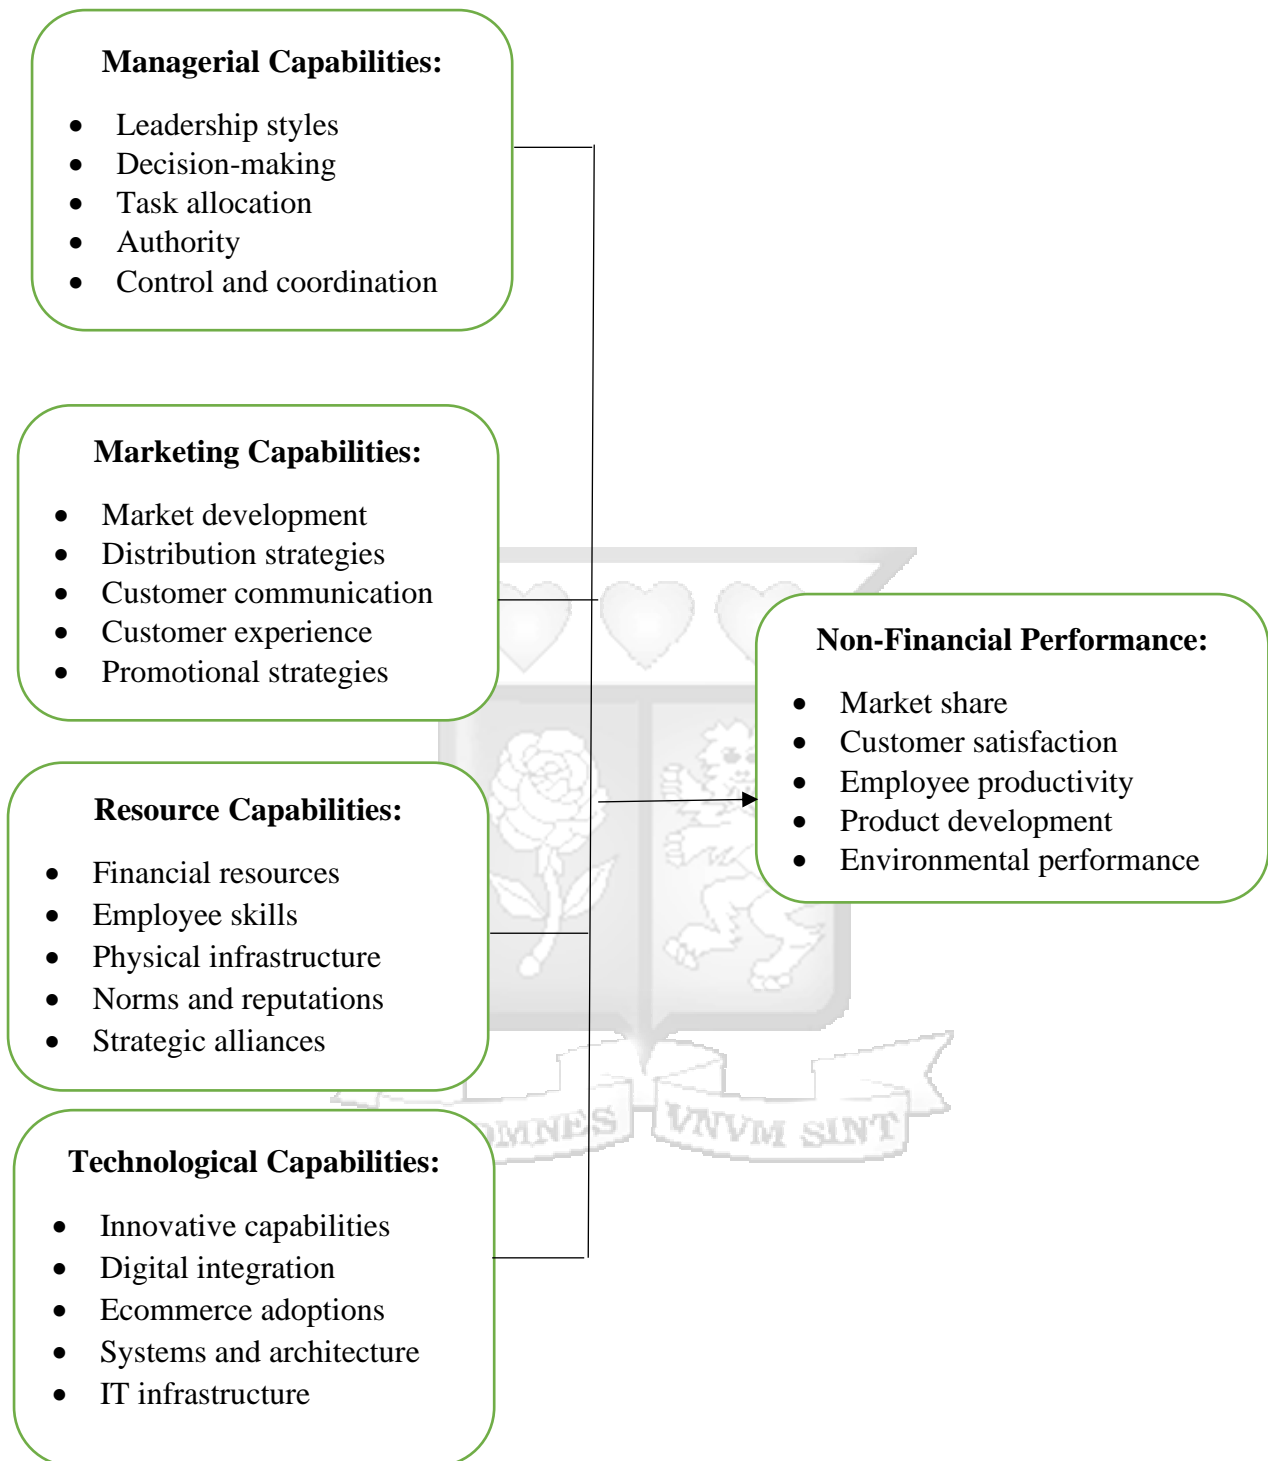 Managerial Capabilities:
• Leadership styles
• Decision-making
• Task allocation
• Authority
• Control and coordination
Marketing Capabilities:
• Market development
• Distribution strategies
• Customer communication
• Customer experience
• Promotional strategies
Resource Capabilities:
• Financial resources
• Employee skills
• Physical infrastructure
• Norms and reputations
• Strategic alliances
Technological Capabilities:
• Innovative capabilities
• Digital integration
• Ecommerce adoptions
• Systems and architecture
• IT infrastructure
Non-Financial Performance:
• Market share
• Customer satisfaction
• Employee productivity
• Product development
• Environmental performance
OMNES VNVM SINT